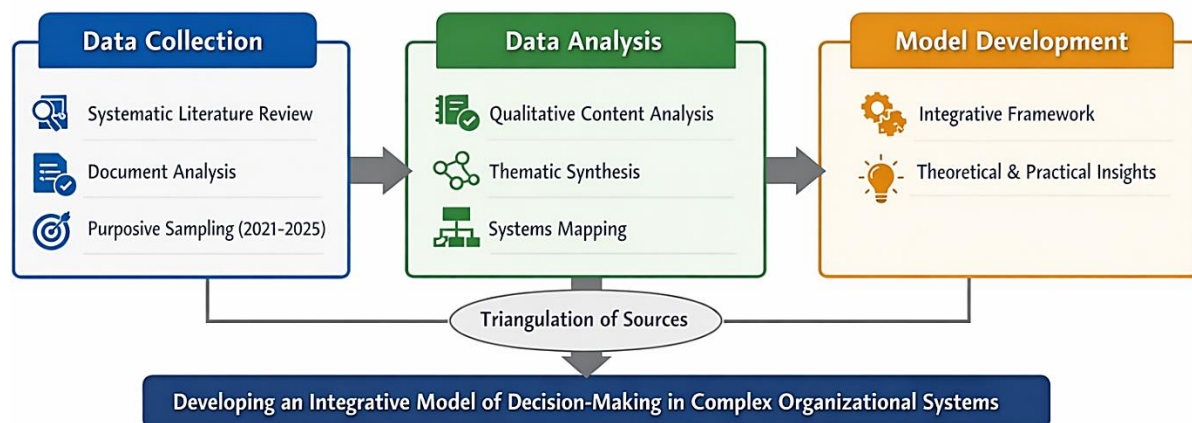 Data Collection
Systematic Literature Review
Document Analysis
Purposive Sampling (2021-2025)
Data Analysis
Qualitative Content Analysis
Thematic Synthesis
Systems Mapping
Model Development
Integrative Framework
Theoretical & Practical Insights
Triangulation of Sources
Developing an Integrative Model of Decision-Making in Complex Organizational Systems